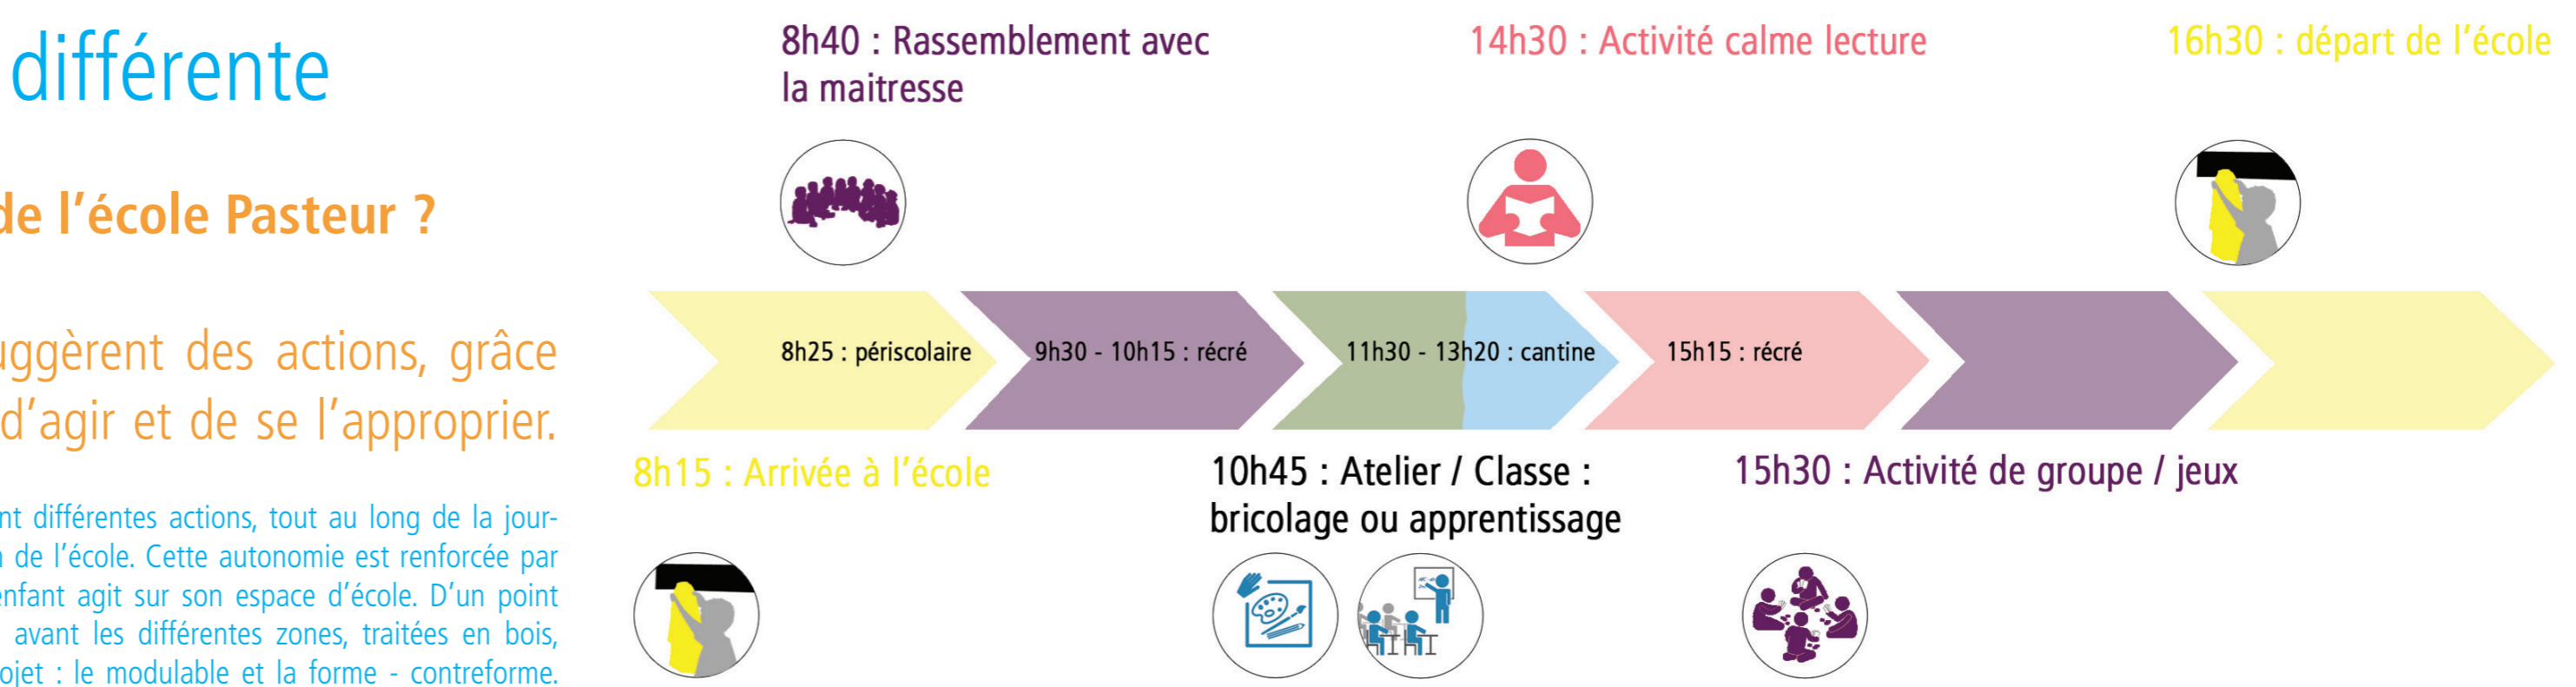 différente
de l'école Pasteur ?
suggèrent des actions, grâce
d'agir et de se l'approprier.
différentes actions, tout au long de la jour-
de l'école. Cette autonomie est renforcée par
enfant agit sur son espace d'école. D'un point
avant les différentes zones, traitées en bois,
projet : le modulable et la forme - contreforme.
8h40 : Rassemblement avec
la maitresse
14h30 : Activité calme lecture
16h30 : départ de l'école
8h25 : périscolaire
9h30 - 10h15 : récré
11h30 - 13h20 : cantine
15h15 : récré
8h15 : Arrivée à l'école
10h45 : Atelier / Classe :
bricolage ou apprentissage
15h30 : Activité de groupe / jeux